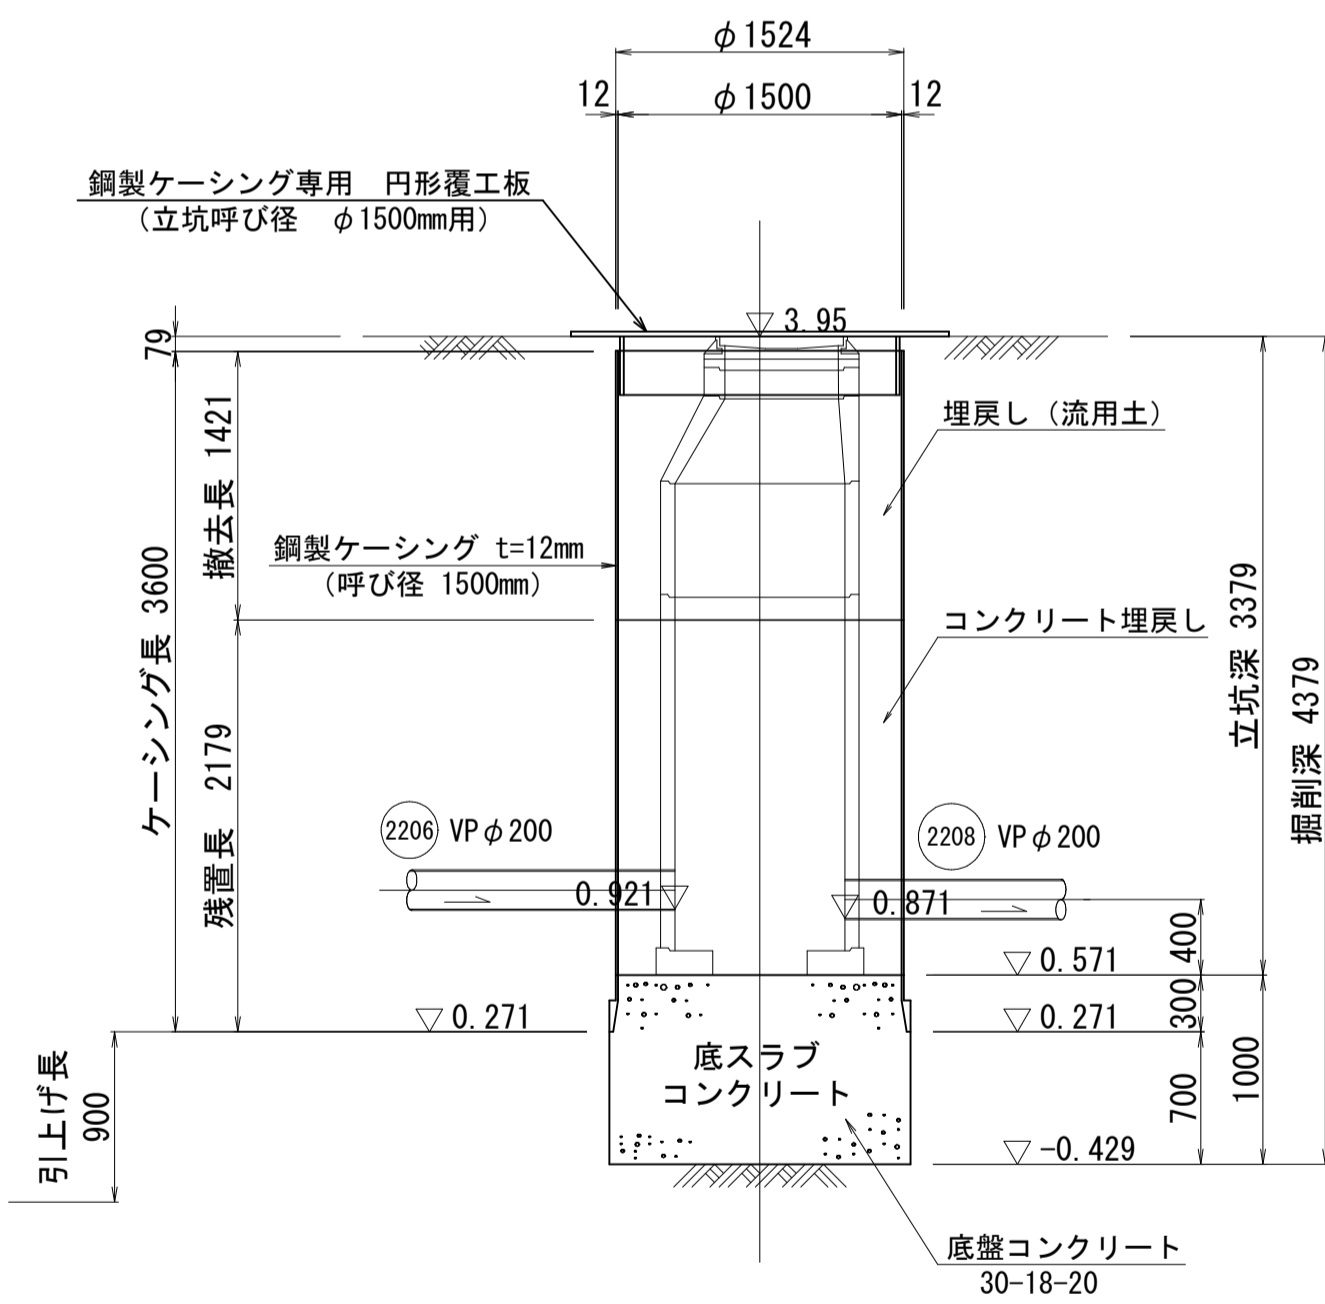 φ1524
12
φ1500
12
鋼製ケーシング専用　円形覆工板
（立坑呼び径　φ1500mm用）
3.95
79
埋戻し（流用土）
撤去長 1421
鋼製ケーシング t=12mm
（呼び径 1500mm）
ケーシング長 3600
コンクリート埋戻し
立坑深 3379
掘削深 4379
残置長 2179
2206 VPφ200
2208 VPφ200
0.921
0.871
400
0.571
300
0.271
0.271
底スラブ
コンクリート
700
1000
引上げ長
900
-0.429
底盤コンクリート
30-18-20